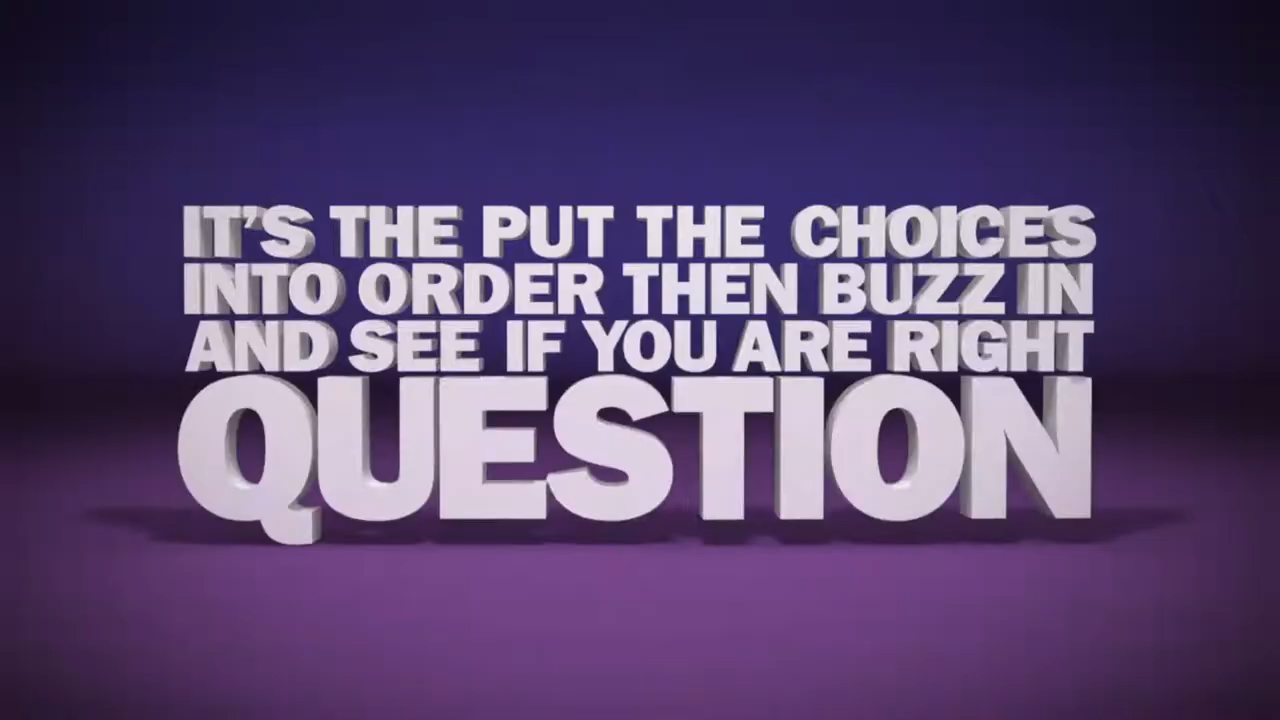 IT'S THE PUT THE CHOICES
INTO ORDER THEN BUZZ IN
AND SEE IF YOU ARE RIGHT
QUESTION